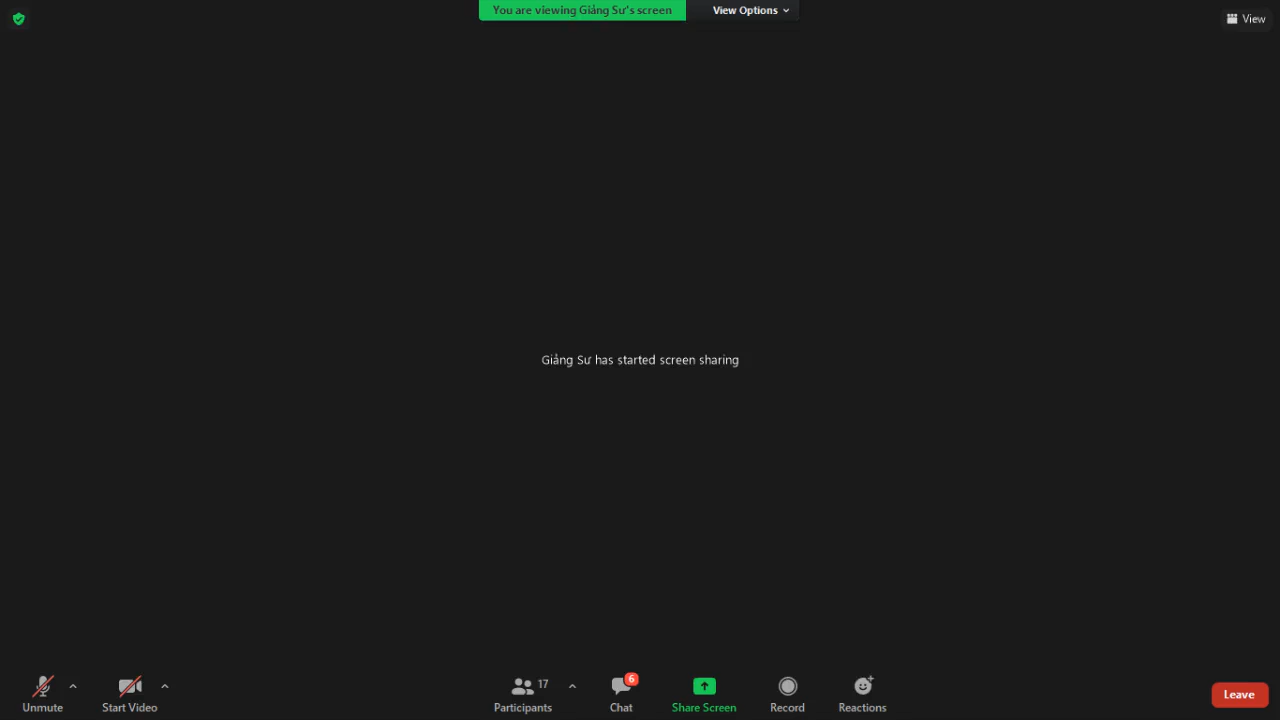 You are viewing Giảng Sư's screen
View Options
View
Giảng Sư has started screen sharing
17
6
Unmute
Start Video
Participants
Chat
Share Screen
Record
Reactions
Leave